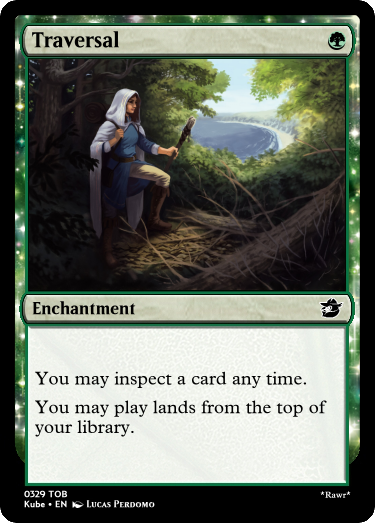 Traversal
Enchantment
You may inspect a card any time.
You may play lands from the top of
your library.
0329 TOB
Kube • EN Lucas Perdomo
*Rawr*